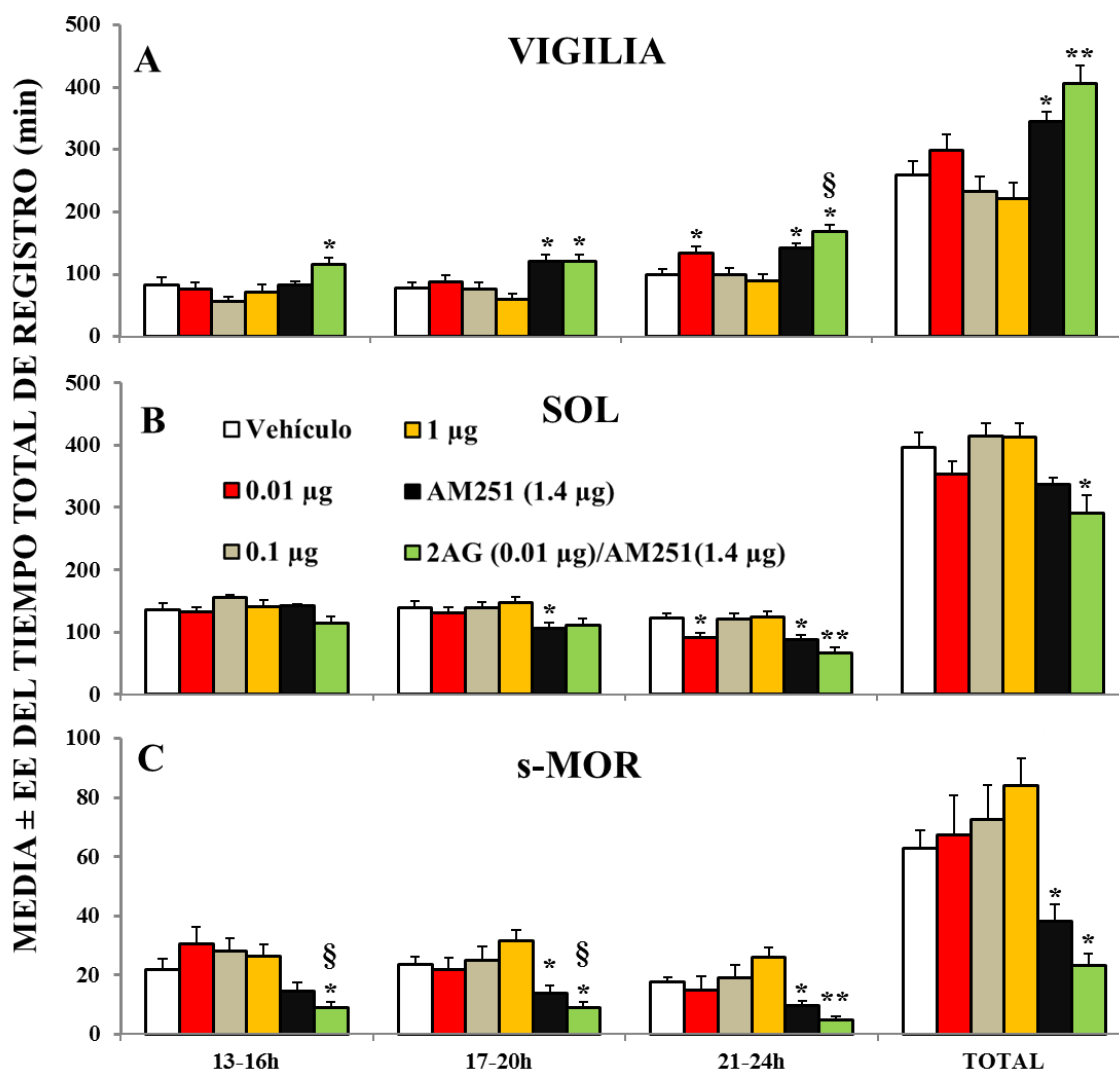 MEDIA ± EE DEL TIEMPO TOTAL DE REGISTRO (min)
A
VIGILIA
500
400
300
200
100
0
*
* *
* § *
* **
B
SOL
500
400
300
200
100
0
Vehículo
1 µg
0.01 µg
AM251 (1.4 µg)
0.1 µg
2AG (0.01 µg)/AM251(1.4 µg)
*
* * **
*
C
s-MOR
100
80
60
40
20
0
§ *
* § *
* **
* *
13-16h
17-20h
21-24h
TOTAL